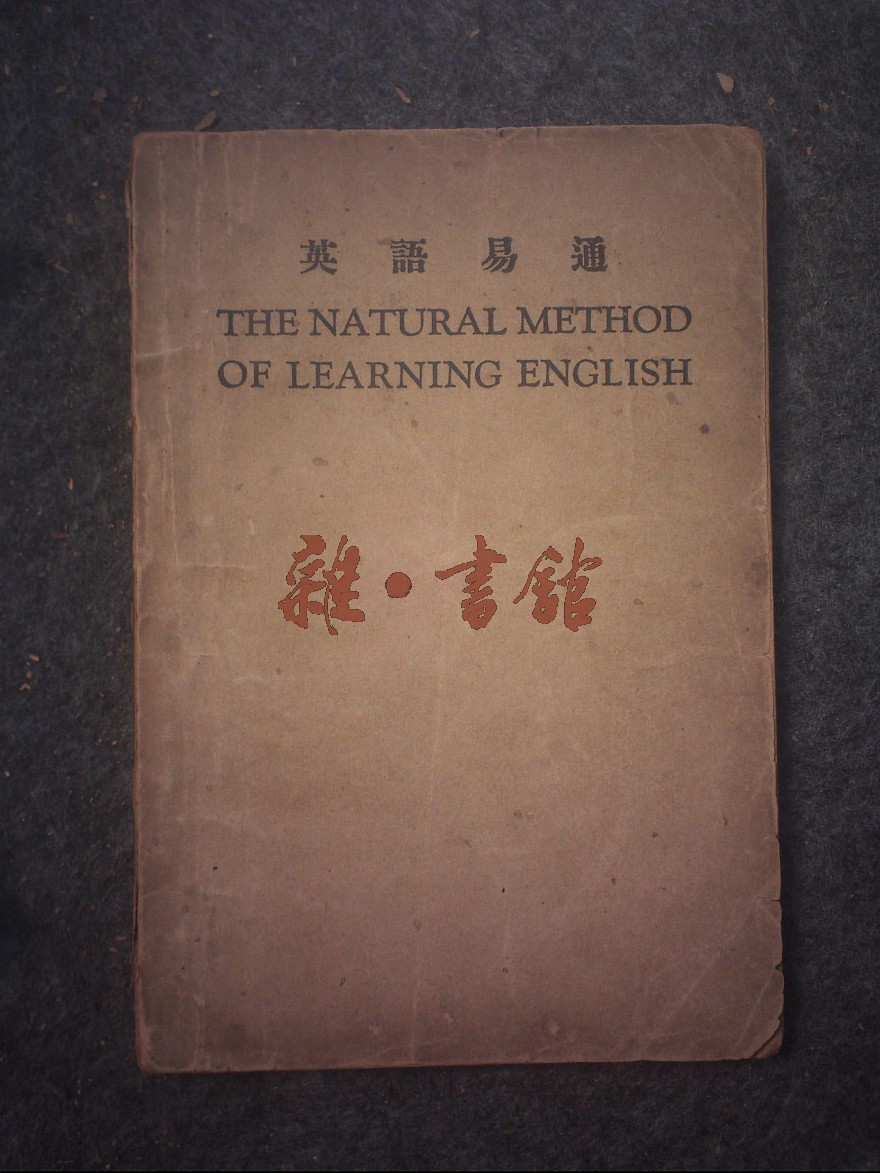 英語易通
THE NATURAL METHOD
OF LEARNING ENGLISH
雜·書館